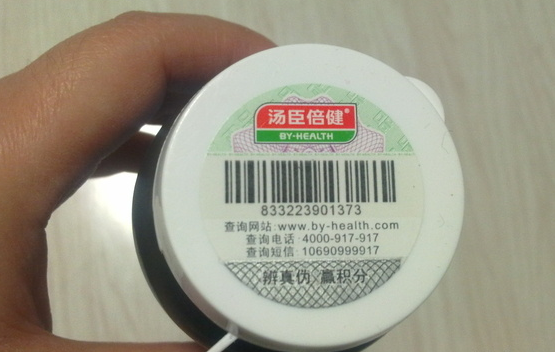 汤臣倍健®
BY-HEALTH
833223901373
查询网站:www.by-health.com
查询电话:4000-917-917
查询短信:10690999917
辨真伪 赢积分